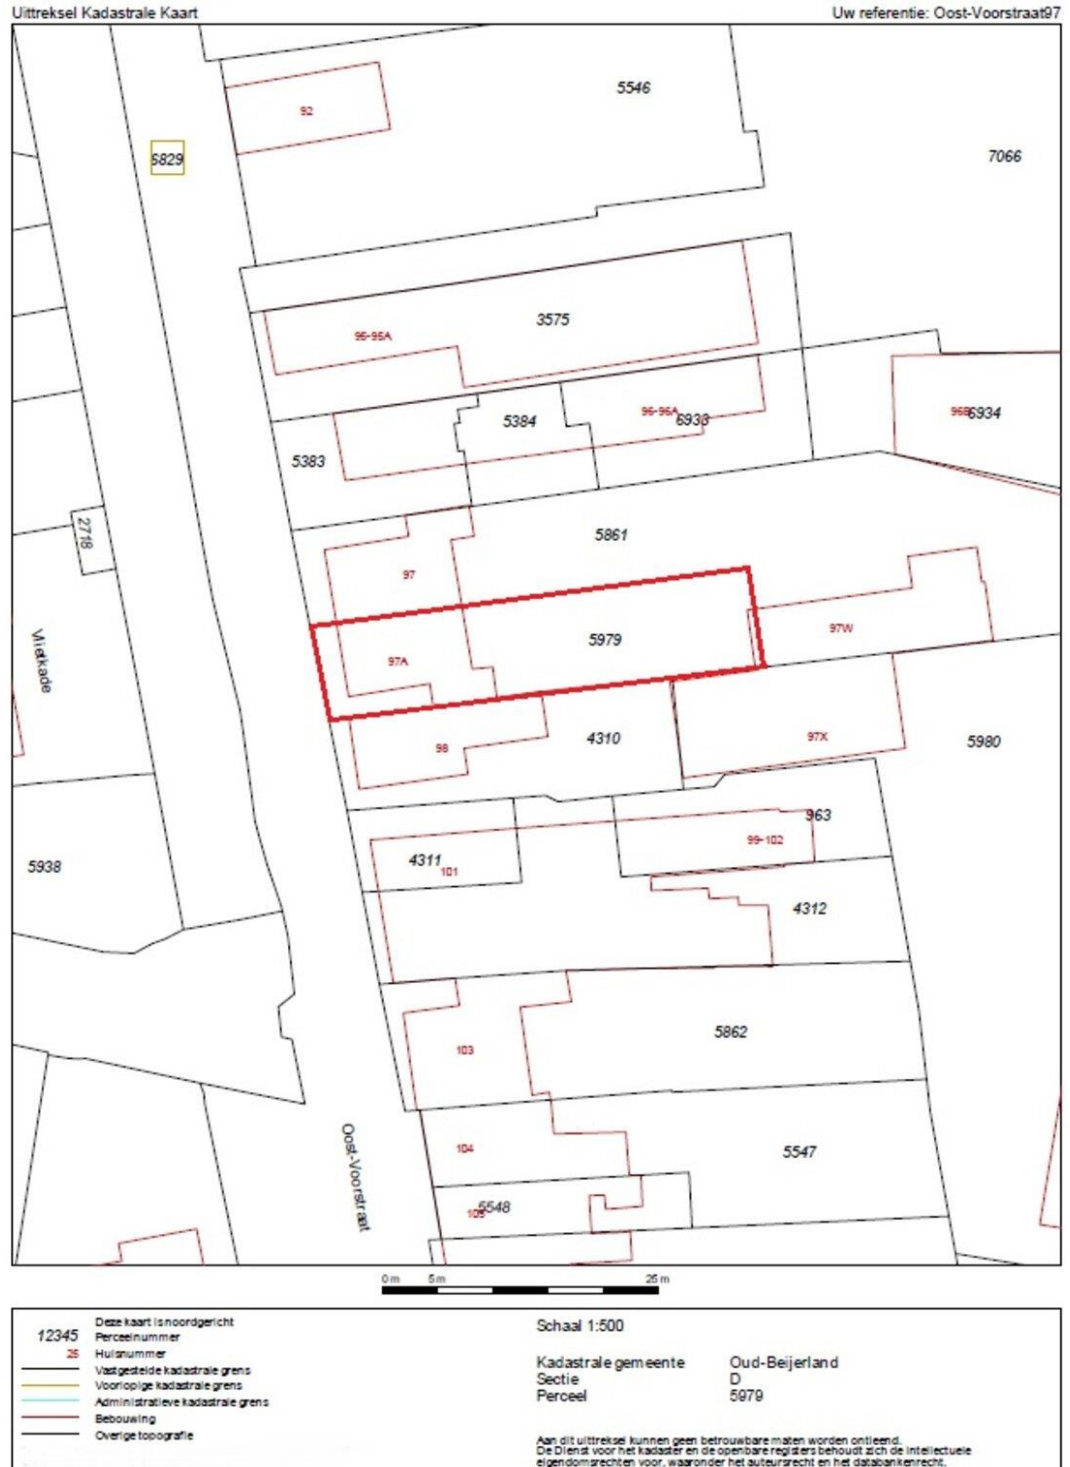 Uittreksel Kadastrale Kaart
Uw referentie: Oost-Voorstraat97
5546
92
6829
7066
3575
95-95A
5384
96-96A
6933
96B
6934
5383
2718
5861
97
5979
97A
97W
Vlietkade
4310
98
97X
5980
963
99-102
4311
101
5938
4312
5862
103
Oost-Voorstraat
104
5547
5548
105
0 m 5 m 25 m
12345
25
Deze kaart is noordgericht
Perceelnummer
Huisnummer
Vastgestelde kadastrale grens
Voorlopige kadastrale grens
Administratieve kadastrale grens
Bebouwing
Overige topografie
Schaal 1:500
Kadastrale gemeente Oud-Beijerland
Sectie D
Perceel 5979
Aan dit uittreksel kunnen geen betrouwbare maten worden ontleend.
De Dienst voor het kadaster en de openbare registers behoudt zich de intellectuele
eigendomsrechten voor, waaronder het auteursrecht en het databankenrecht.